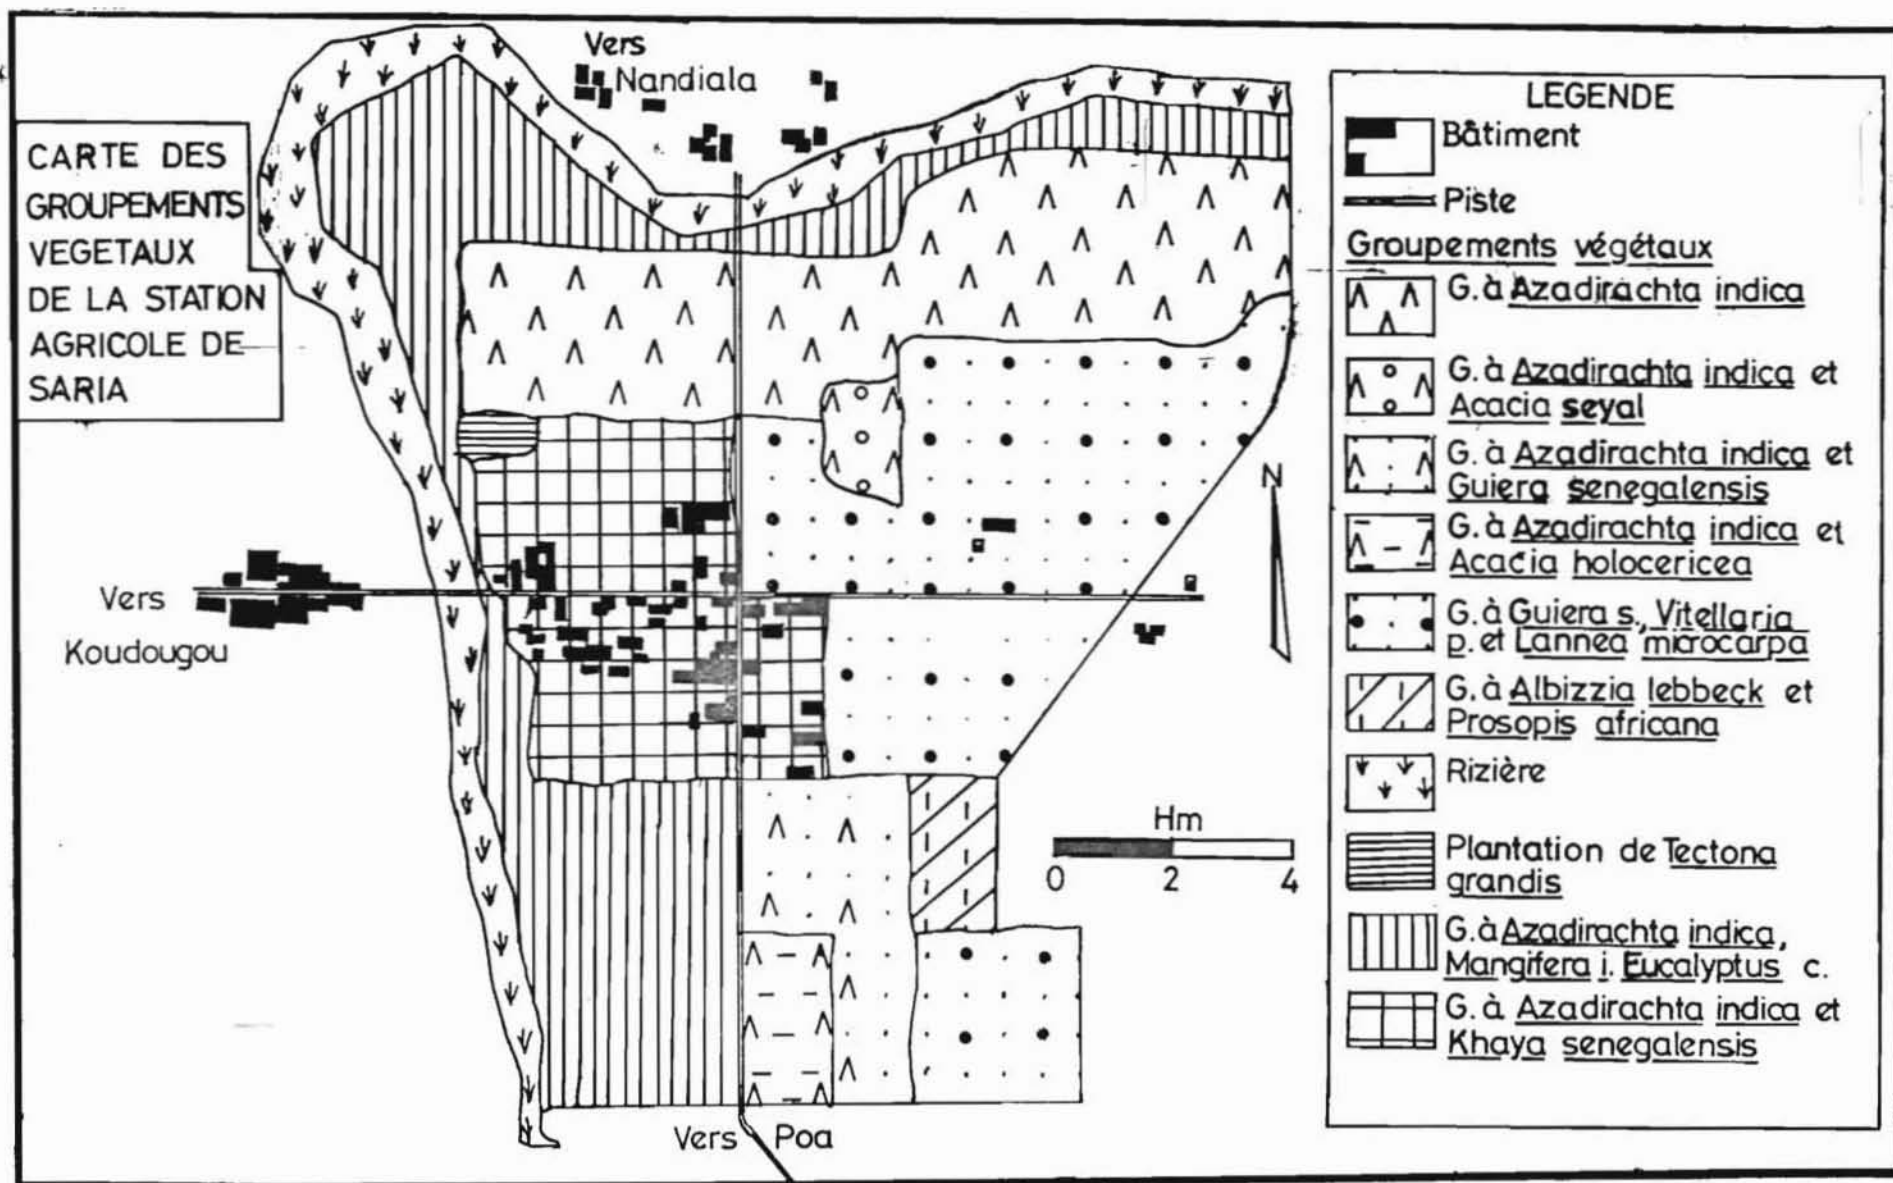 CARTE DES
GROUPEMENTS
VEGETAUX
DE LA STATION
AGRICOLE DE
SARIA
Vers
Nandiala
Vers
Koudougou
N
Hm
0 2 4
Vers Poa
LEGENDE
Bâtiment
Piste
Groupements végétaux
G. à Azadirachta indica
G. à Azadirachta indica et
Acacia seyal
G. à Azadirachta indica et
Guiera senegalensis
G. à Azadirachta indica et
Acacia holocericea
G. à Guiera s., Vitellaria
p. et Lannea microcarpa
G. à Albizzia lebbeck et
Prosopis africana
Rizière
Plantation de Tectona
grandis
G. à Azadirachta indica,
Mangifera i. Eucalyptus c.
G. à Azadirachta indica et
Khaya senegalensis